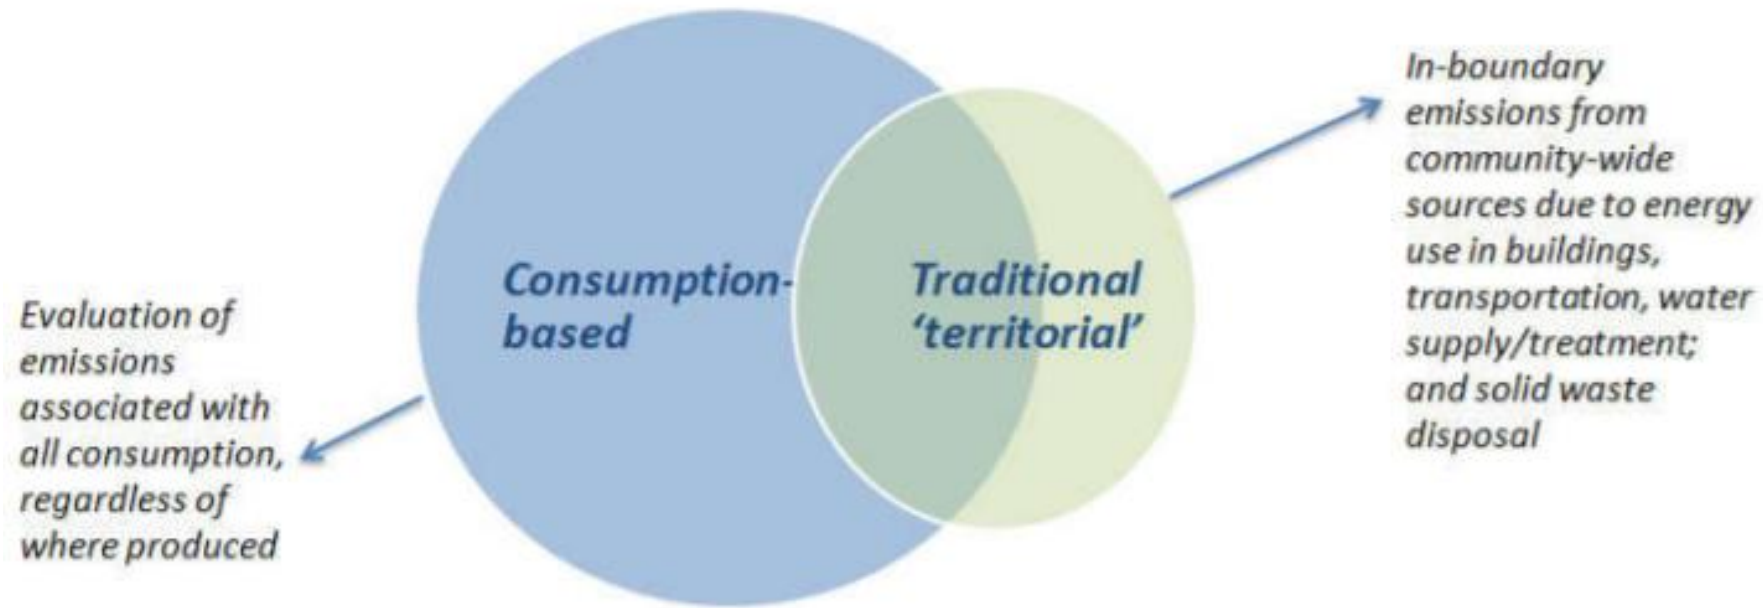 Evaluation of
emissions
associated with
all consumption,
regardless of
where produced
Consumption-
based
Traditional
‘territorial’
In-boundary
emissions from
community-wide
sources due to energy
use in buildings,
transportation, water
supply/treatment;
and solid waste
disposal